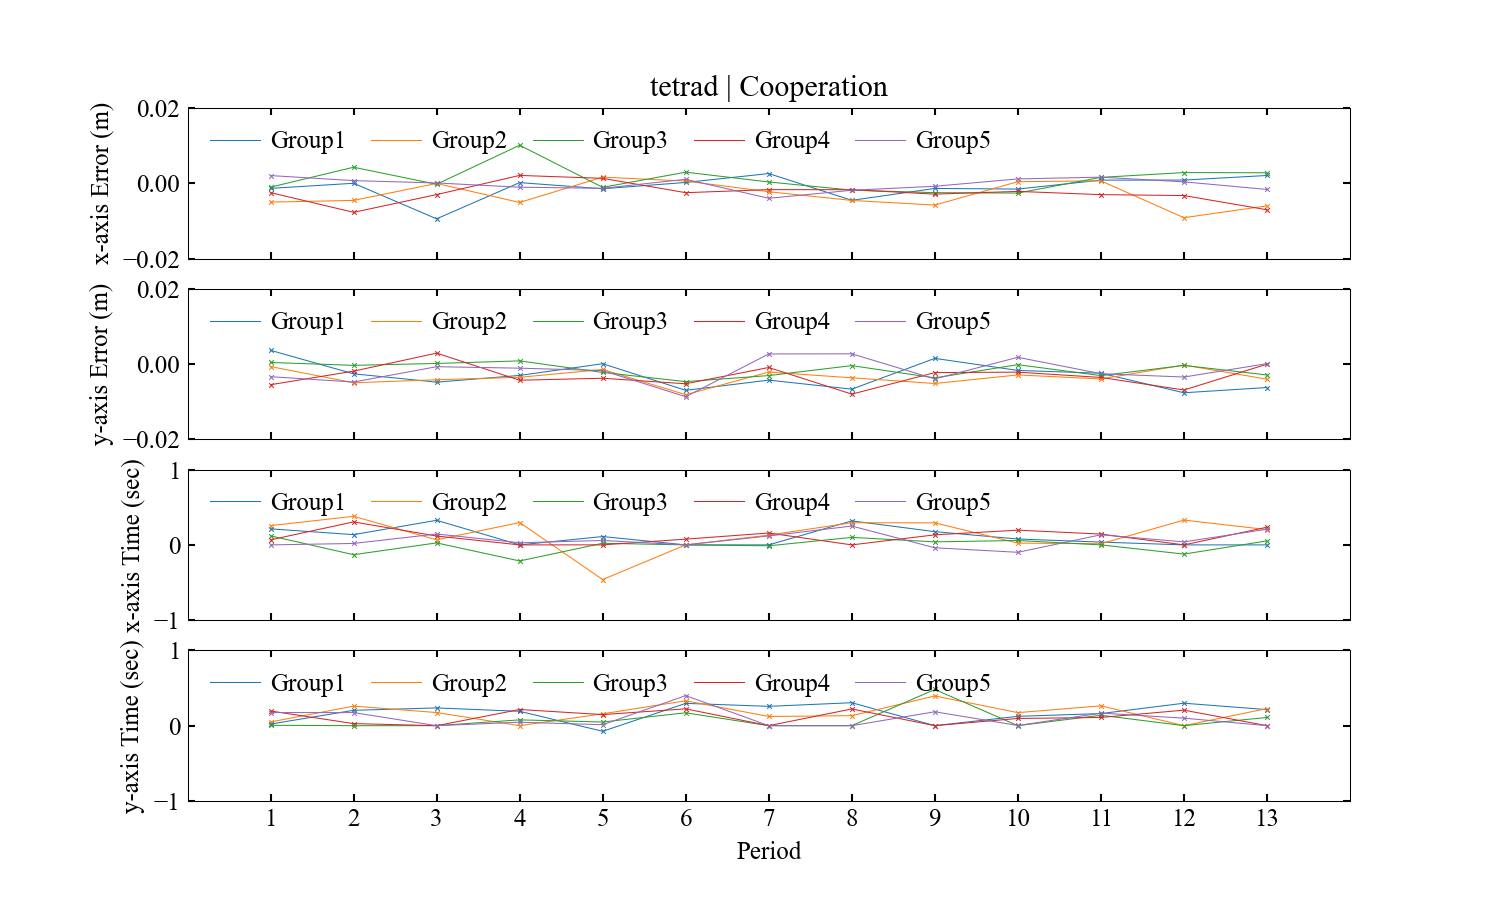 tetrad | Cooperation
0.02
0.00
−0.02
x-axis Error (m)
Group1 Group2 Group3 Group4 Group5
0.02
0.00
−0.02
y-axis Error (m)
Group1 Group2 Group3 Group4 Group5
1
0
−1
x-axis Time (sec)
Group1 Group2 Group3 Group4 Group5
1
0
−1
y-axis Time (sec)
Group1 Group2 Group3 Group4 Group5
1 2 3 4 5 6 7 8 9 10 11 12 13
Period